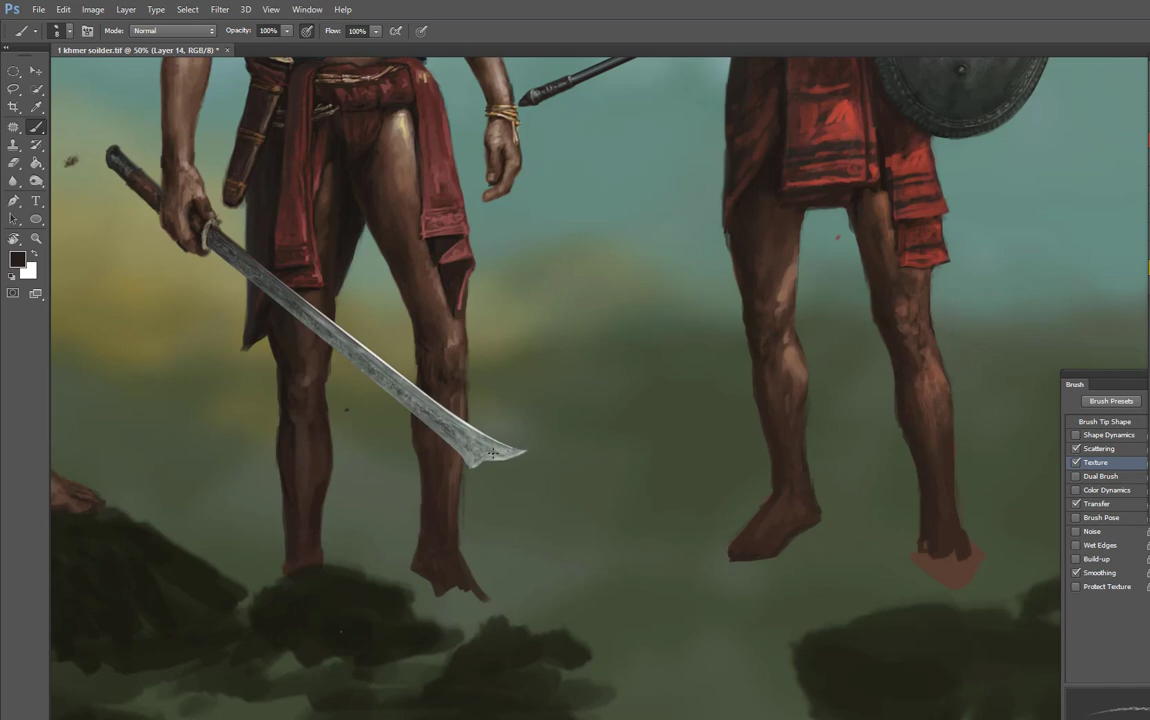 Ps File Edit Image Layer Type Select Filter 3D View Window Help
8 Mode: Normal Opacity: 100% Flow: 100%
1 khmer soilder.tif @ 50% (Layer 14, RGB/8) * ×
T
Brush
Brush Presets
Brush Tip Shape
Shape Dynamics
Scattering
Texture
Dual Brush
Color Dynamics
Transfer
Brush Pose
Noise
Wet Edges
Build-up
Smoothing
Protect Texture